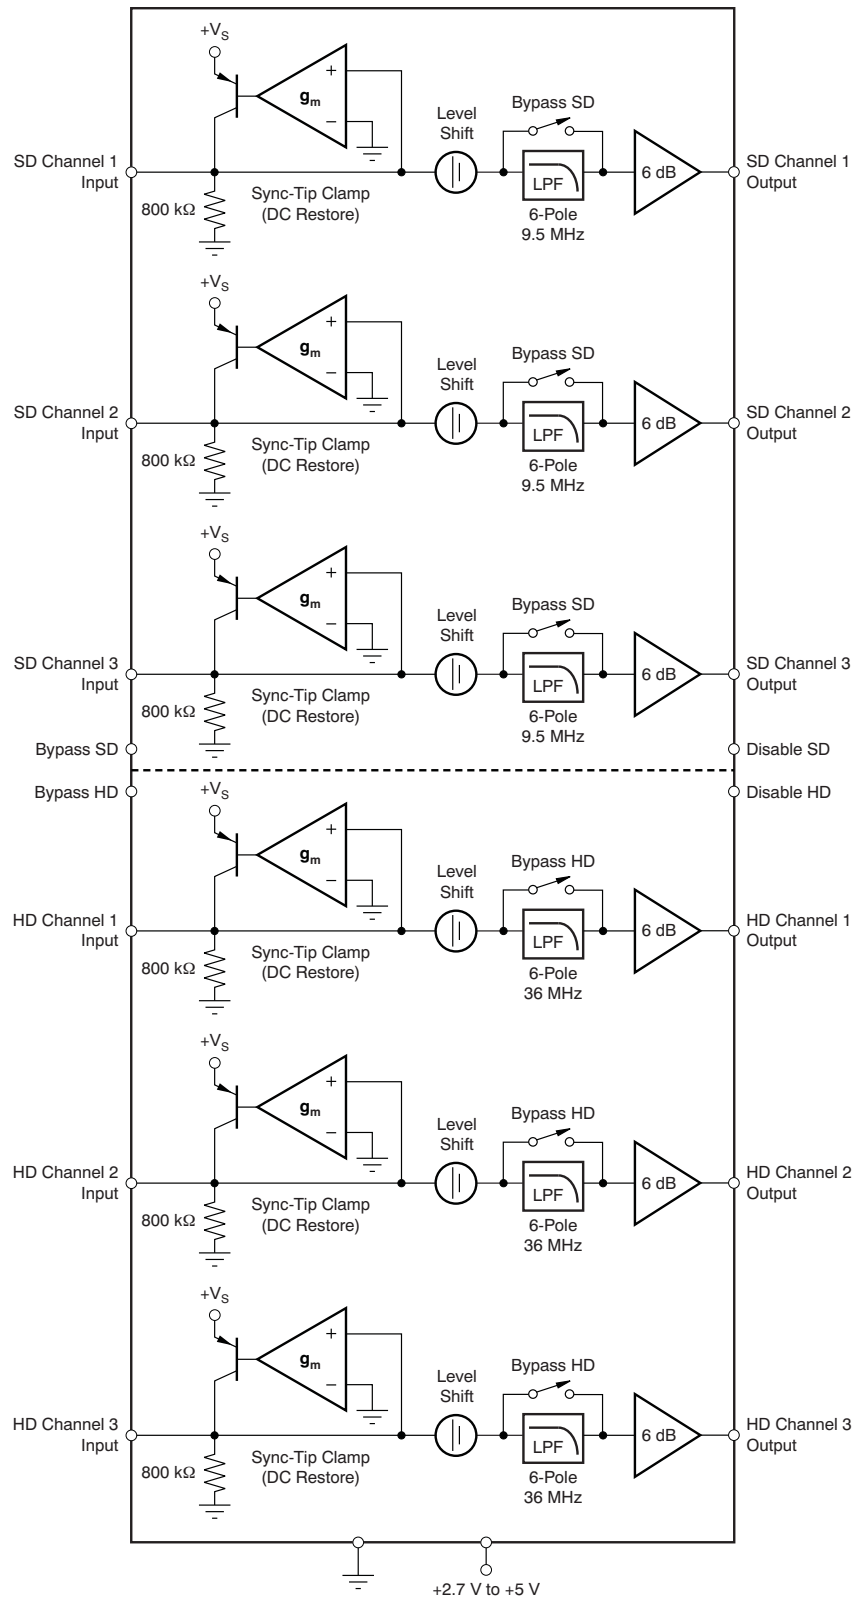 +VS
+
gm
−
Level
Shift
Bypass SD
SD Channel 1
Input
LPF
6 dB
SD Channel 1
Output
800 kΩ
Sync-Tip Clamp
(DC Restore)
6-Pole
9.5 MHz
+VS
+
gm
−
Level
Shift
Bypass SD
SD Channel 2
Input
LPF
6 dB
SD Channel 2
Output
800 kΩ
Sync-Tip Clamp
(DC Restore)
6-Pole
9.5 MHz
+VS
+
gm
−
Level
Shift
Bypass SD
SD Channel 3
Input
LPF
6 dB
SD Channel 3
Output
800 kΩ
Sync-Tip Clamp
(DC Restore)
6-Pole
9.5 MHz
Bypass SD
Disable SD
Bypass HD
Disable HD
+VS
+
gm
−
Level
Shift
Bypass HD
HD Channel 1
Input
LPF
6 dB
HD Channel 1
Output
800 kΩ
Sync-Tip Clamp
(DC Restore)
6-Pole
36 MHz
+VS
+
gm
−
Level
Shift
Bypass HD
HD Channel 2
Input
LPF
6 dB
HD Channel 2
Output
800 kΩ
Sync-Tip Clamp
(DC Restore)
6-Pole
36 MHz
+VS
+
gm
−
Level
Shift
Bypass HD
HD Channel 3
Input
LPF
6 dB
HD Channel 3
Output
800 kΩ
Sync-Tip Clamp
(DC Restore)
6-Pole
36 MHz
+2.7 V to +5 V